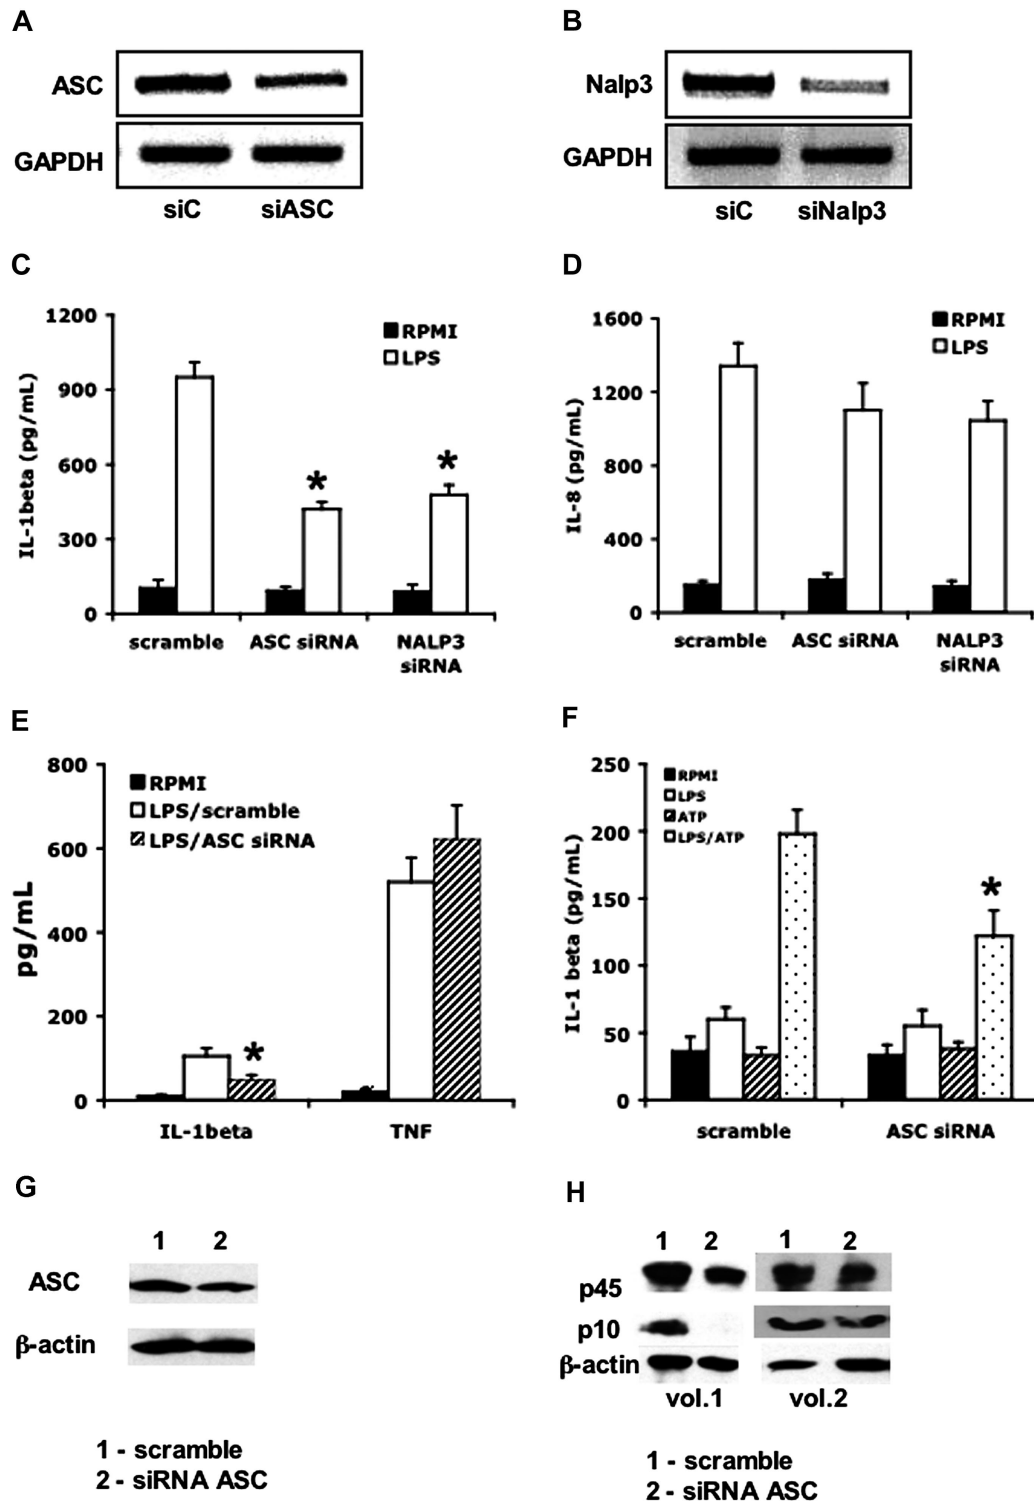 A
ASC
GAPDH
siC siASC
B
Nalp3
GAPDH
siC siNalp3
C
1200
900
600
300
0
IL-1beta (pg/mL)
RPMI
LPS
*
*
scramble ASC siRNA NALP3
siRNA
D
1600
1200
800
400
0
IL-8 (pg/mL)
RPMI
LPS
scramble ASC siRNA NALP3
siRNA
E
800
600
400
200
0
pg/mL
RPMI
LPS/scramble
LPS/ASC siRNA
*
IL-1beta TNF
F
250
200
150
100
50
0
IL-1 beta (pg/mL)
RPMI
LPS
ATP
LPS/ATP
*
scramble ASC siRNA
G
1 2
ASC
β-actin
1 - scramble
2 - siRNA ASC
H
1 2 1 2
p45
p10
β-actin
vol.1 vol.2
1 - scramble
2 - siRNA ASC